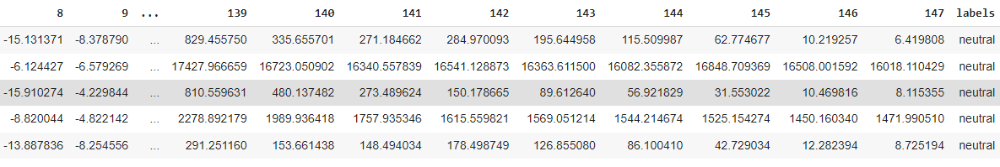 8 9 ... 139 140 141 142 143 144 145 146 147 labels
-15.131371 -8.378790 ... 829.455750 335.655701 271.184662 284.970093 195.644958 115.509987 62.774677 10.219257 6.419808 neutral
-6.124427 -6.579269 ... 17427.966659 16723.050902 16340.557839 16541.128873 16363.611500 16082.355872 16848.709369 16508.001592 16018.110429 neutral
-15.910274 -4.229844 ... 810.559631 480.137482 273.489624 150.178665 89.612640 56.921829 31.553022 10.469816 8.115355 neutral
-8.820044 -4.822142 ... 2278.892179 1989.936418 1757.935346 1615.559821 1569.051214 1544.214674 1525.154274 1450.160340 1471.990510 neutral
-13.887836 -8.254556 ... 291.251160 153.661438 148.494034 178.498749 126.855080 86.100410 42.729034 12.282394 8.725194 neutral